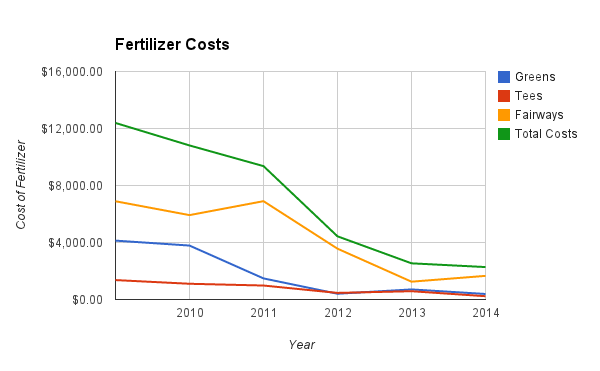 Fertilizer Costs
$16,000.00
$12,000.00
$8,000.00
$4,000.00
$0.00
Cost of Fertilizer
2010 2011 2012 2013 2014
Year
Greens
Tees
Fairways
Total Costs